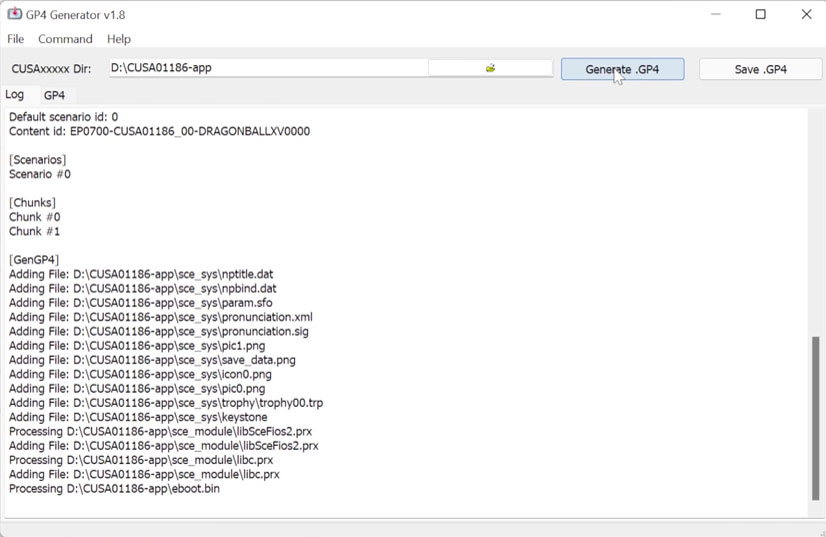 GP4 Generator v1.8
File Command Help
CUSAxxxxx Dir: D:\CUSA01186-app Generate .GP4 Save .GP4
Log GP4
Default scenario id: 0
Content id: EP0700-CUSA01186_00-DRAGONBALLXV0000
[Scenarios]
Scenario #0
[Chunks]
Chunk #0
Chunk #1
[GenGP4]
Adding File: D:\CUSA01186-app\sce_sys\nptitle.dat
Adding File: D:\CUSA01186-app\sce_sys\npbind.dat
Adding File: D:\CUSA01186-app\sce_sys\param.sfo
Adding File: D:\CUSA01186-app\sce_sys\pronunciation.xml
Adding File: D:\CUSA01186-app\sce_sys\pronunciation.sig
Adding File: D:\CUSA01186-app\sce_sys\pic1.png
Adding File: D:\CUSA01186-app\sce_sys\save_data.png
Adding File: D:\CUSA01186-app\sce_sys\icon0.png
Adding File: D:\CUSA01186-app\sce_sys\pic0.png
Adding File: D:\CUSA01186-app\sce_sys\trophy\trophy00.trp
Adding File: D:\CUSA01186-app\sce_sys\keystone
Processing D:\CUSA01186-app\sce_module\libSceFios2.prx
Adding File: D:\CUSA01186-app\sce_module\libSceFios2.prx
Processing D:\CUSA01186-app\sce_module\libc.prx
Adding File: D:\CUSA01186-app\sce_module\libc.prx
Processing D:\CUSA01186-app\eboot.bin